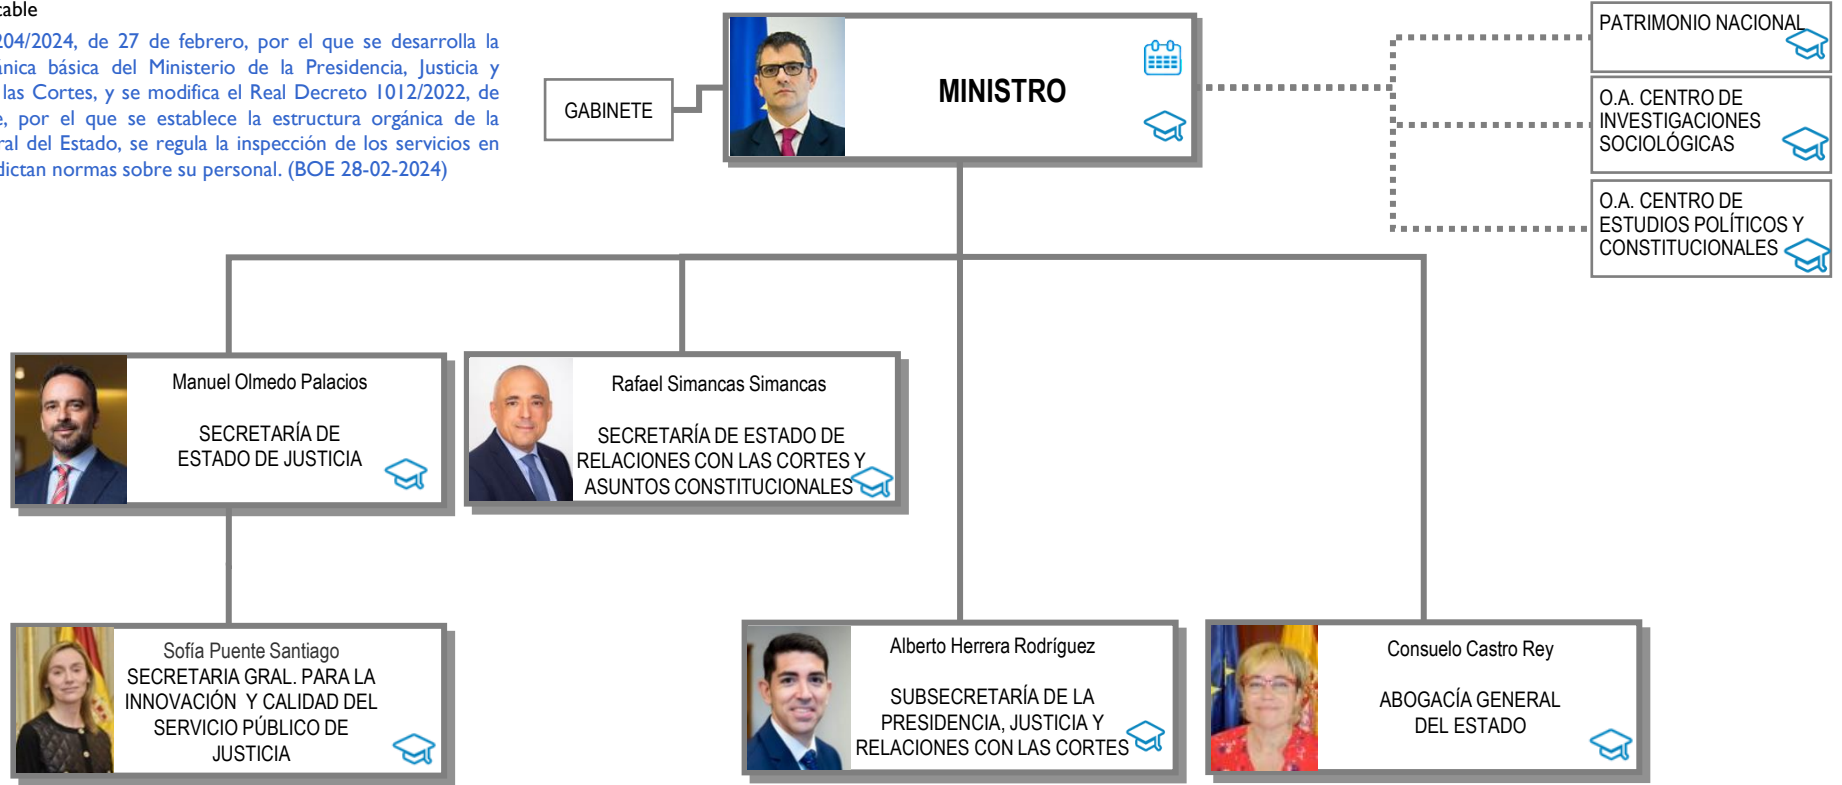 cable
204/2024, de 27 de febrero, por el que se desarrolla la
ánica básica del Ministerio de la Presidencia, Justicia y
las Cortes, y se modifica el Real Decreto 1012/2022, de
e, por el que se establece la estructura orgánica de la
ral del Estado, se regula la inspección de los servicios en
dictan normas sobre su personal. (BOE 28-02-2024)
GABINETE
MINISTRO
PATRIMONIO NACIONAL
O.A. CENTRO DE
INVESTIGACIONES
SOCIOLÓGICAS
O.A. CENTRO DE
ESTUDIOS POLÍTICOS Y
CONSTITUCIONALES
Manuel Olmedo Palacios
SECRETARÍA DE
ESTADO DE JUSTICIA
Rafael Simancas Simancas
SECRETARÍA DE ESTADO DE
RELACIONES CON LAS CORTES Y
ASUNTOS CONSTITUCIONALES
Sofía Puente Santiago
SECRETARIA GRAL. PARA LA
INNOVACIÓN Y CALIDAD DEL
SERVICIO PÚBLICO DE
JUSTICIA
Alberto Herrera Rodríguez
SUBSECRETARÍA DE LA
PRESIDENCIA, JUSTICIA Y
RELACIONES CON LAS CORTES
Consuelo Castro Rey
ABOGACÍA GENERAL
DEL ESTADO